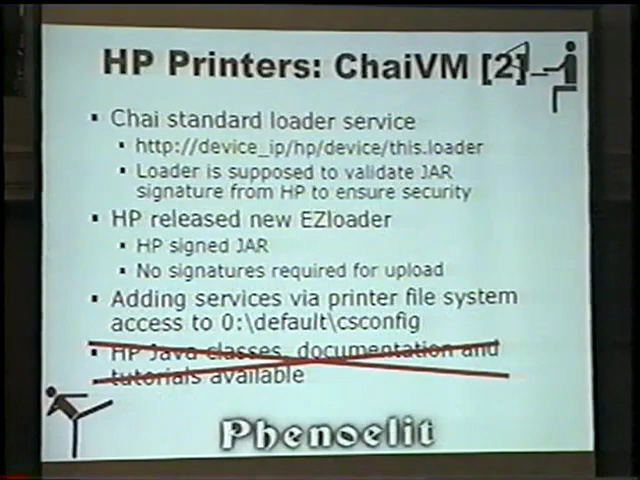 HP Printers: ChaiVM [2]
▪ Chai standard loader service
▪ http://device_ip/hp/device/this.loader
▪ Loader is supposed to validate JAR
signature from HP to ensure security
▪ HP released new EZloader
▪ HP signed JAR
▪ No signatures required for upload
▪ Adding services via printer file system
access to 0:\default\csconfig
▪ HP Java classes, documentation and
tutorials available
Phenoelit